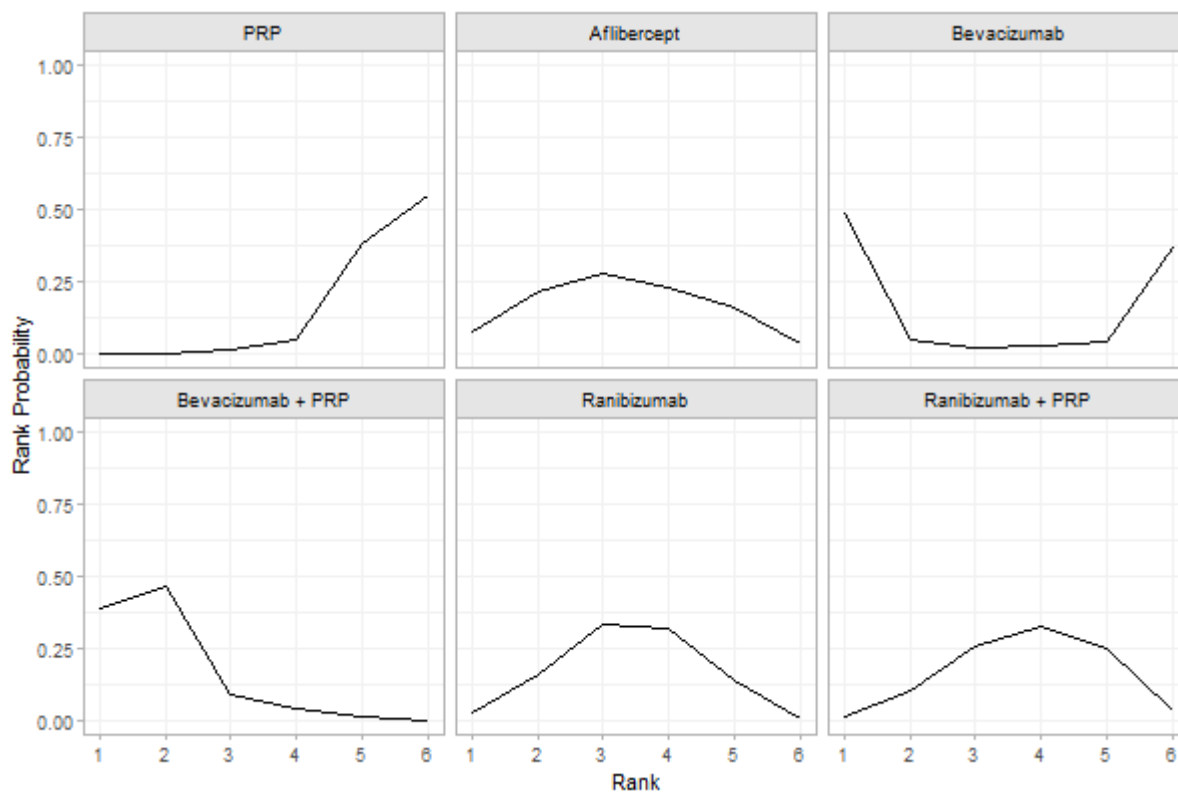 PRP Aflibercept Bevacizumab
1.00
0.75
0.50
0.25
0.00
Rank Probability
Bevacizumab + PRP Ranibizumab Ranibizumab + PRP
1.00
0.75
0.50
0.25
0.00
1 2 3 4 5 6 1 2 3 4 5 6 1 2 3 4 5 6
Rank